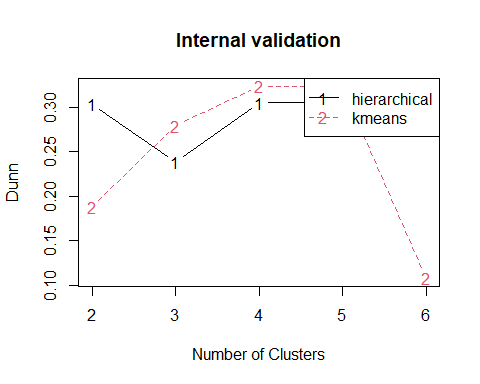 Internal validation
1 hierarchical
2 kmeans
Dunn
0.30
0.25
0.20
0.15
0.10
1
2
1
2
1
2
2
2 3 4 5 6
Number of Clusters